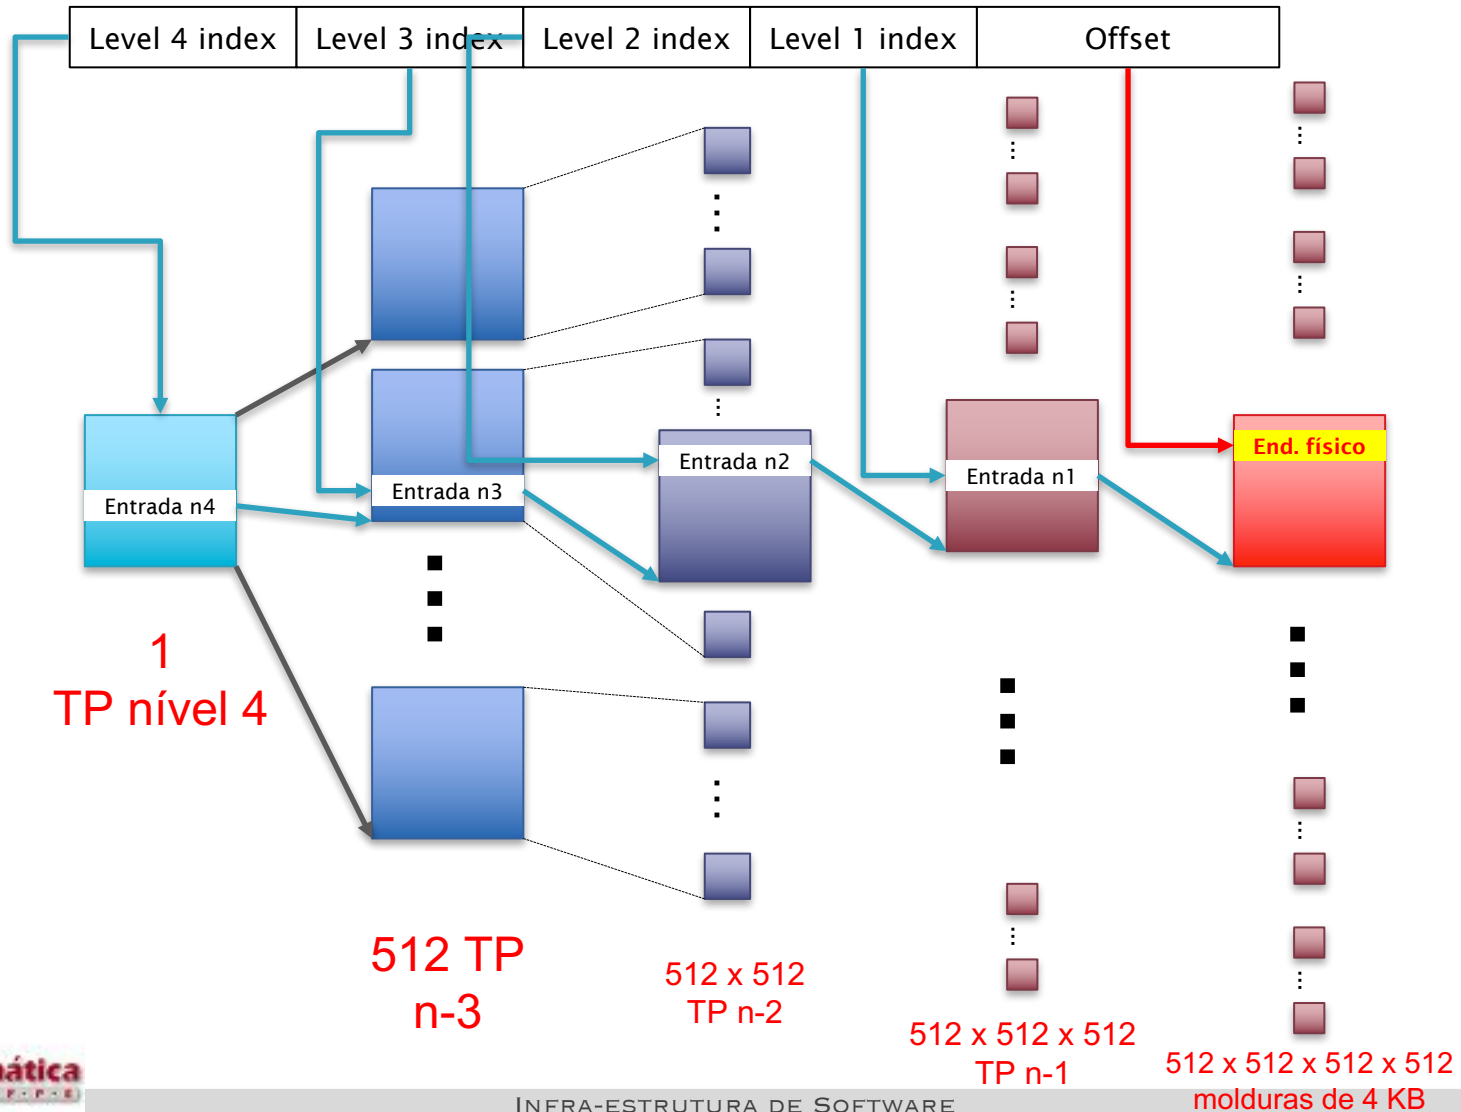 Level 4 index
Level 3 index
Level 2 index
Level 1 index
Offset
End. físico
Entrada n2
Entrada n1
Entrada n3
Entrada n4
1
TP nível 4
512 TP
n-3
512 x 512
TP n-2
512 x 512 x 512
TP n-1
512 x 512 x 512 x 512
molduras de 4 KB
ática
INFRA-ESTRUTURA DE SOFTWARE